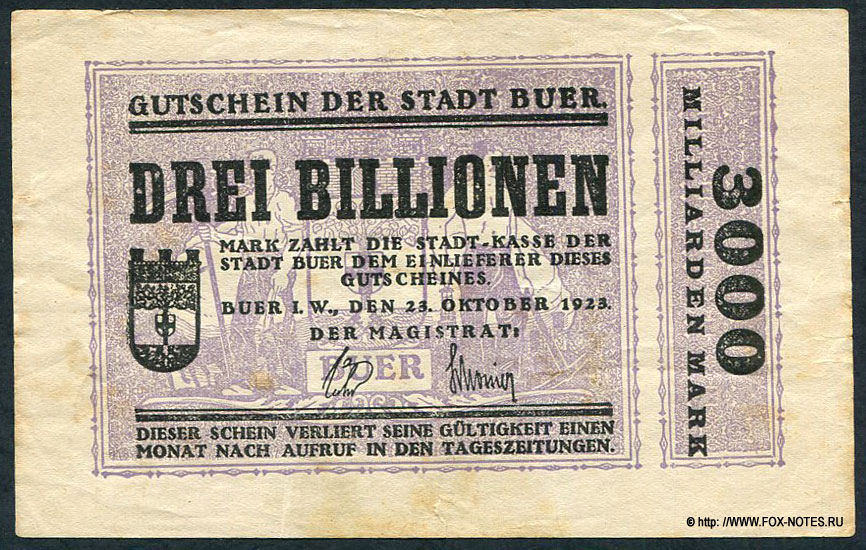 GUTSCHEIN DER STADT BUER.
DREI BILLIONEN
MARK ZAHLT DIE STADT-KASSE DER
STADT BUER DEM EINLIEFERER DIESES
GUTSCHEINES.
BUER I.W., DEN 23. OKTOBER 1923.
DER MAGISTRAT:
BUER
DIESER SCHEIN VERLIERT SEINE GÜLTIGKEIT EINEN
MONAT NACH AUFRUF IN DEN TAGESZEITUNGEN.
3000
MILLIARDEN MARK
© http: //WWW.FOX-NOTES.RU